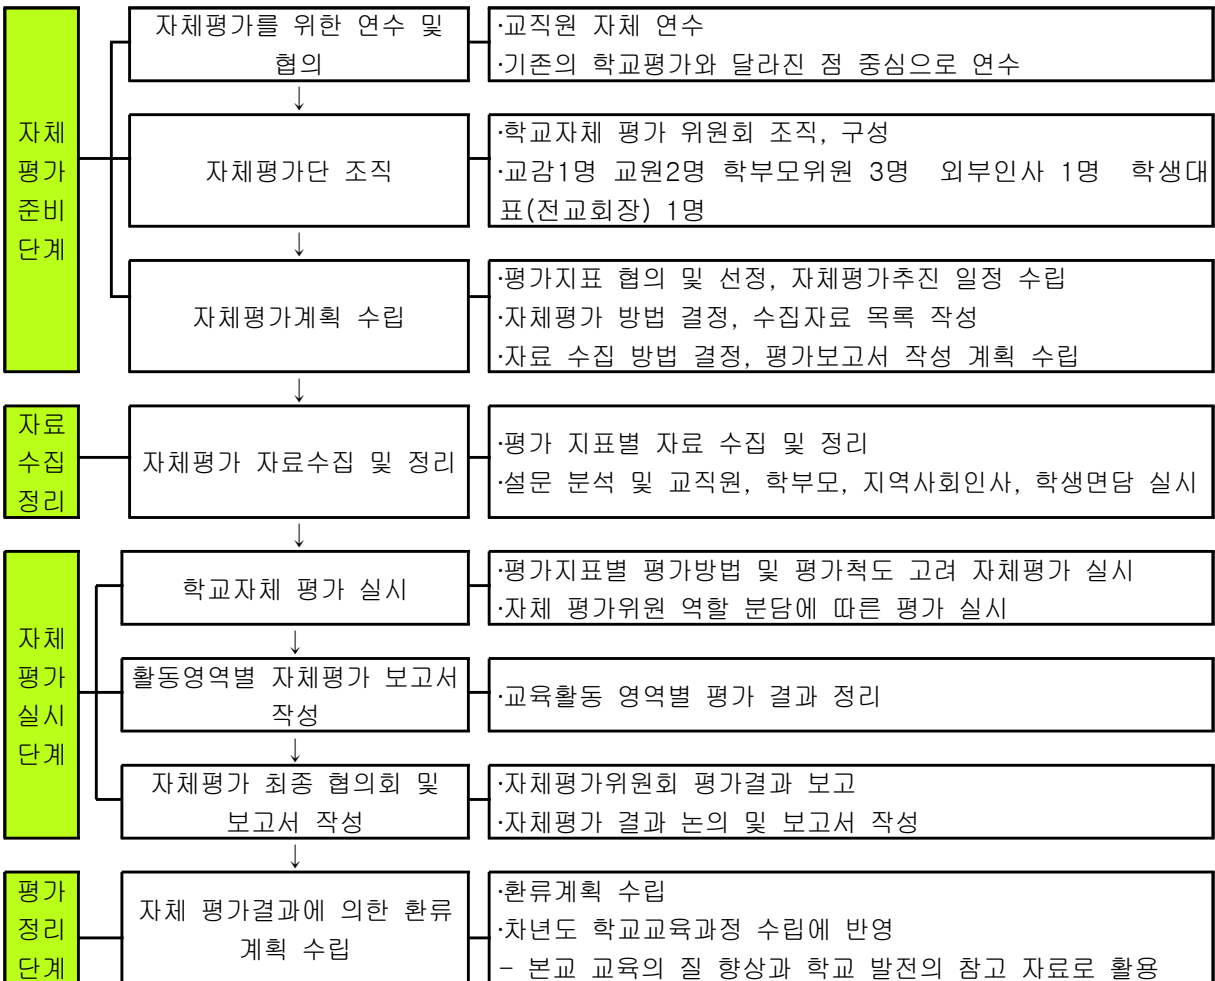 자체
평가
준비
단계
자체평가를 위한 연수 및
협의
·교직원 자체 연수
·기존의 학교평가와 달라진 점 중심으로 연수
↓
자체평가단 조직
·학교자체 평가 위원회 조직, 구성
·교감1명 교원2명 학부모위원 3명 외부인사 1명 학생대
표(전교회장) 1명
↓
자체평가계획 수립
·평가지표 협의 및 선정, 자체평가추진 일정 수립
·자체평가 방법 결정, 수집자료 목록 작성
·자료 수집 방법 결정, 평가보고서 작성 계획 수립
↓
자료
수집
정리
자체평가 자료수집 및 정리
·평가 지표별 자료 수집 및 정리
·설문 분석 및 교직원, 학부모, 지역사회인사, 학생면담 실시
↓
자체
평가
실시
단계
학교자체 평가 실시
·평가지표별 평가방법 및 평가척도 고려 자체평가 실시
·자체 평가위원 역할 분담에 따른 평가 실시
↓
활동영역별 자체평가 보고서
작성
·교육활동 영역별 평가 결과 정리
↓
자체평가 최종 협의회 및
보고서 작성
·자체평가위원회 평가결과 보고
·자체평가 결과 논의 및 보고서 작성
↓
평가
정리
단계
자체 평가결과에 의한 환류
계획 수립
·환류계획 수립
·차년도 학교교육과정 수립에 반영
- 본교 교육의 질 향상과 학교 발전의 참고 자료로 활용